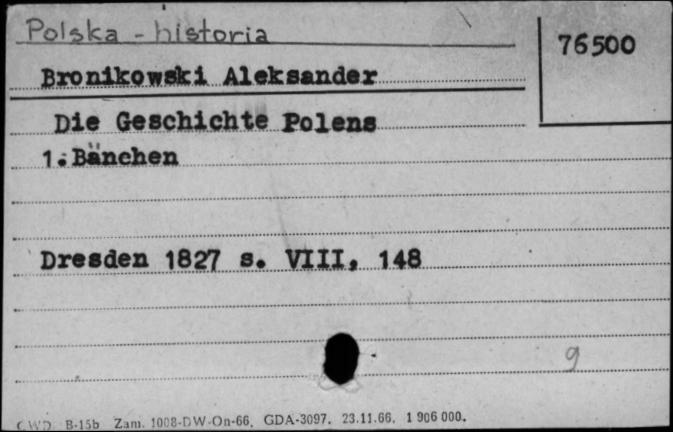 Polska - historia
76500
Bronikowski Aleksander
Die Geschichte Polens
1. Bänchen
Dresden 1827 s. VIII, 148
g
CWD B-15b Zam. 1008-DW-On-66. GDA-3097. 23.11.66. 1 906 000.